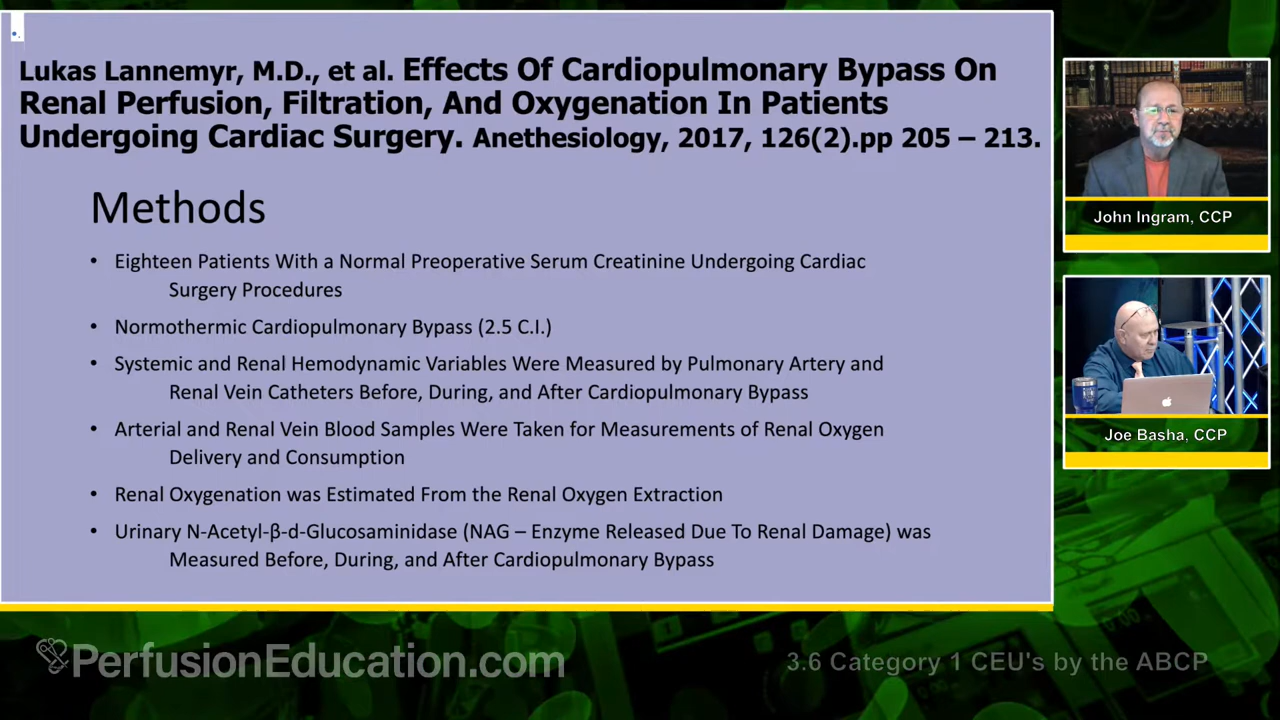 Lukas Lannemyr, M.D., et al. Effects Of Cardiopulmonary Bypass On
Renal Perfusion, Filtration, And Oxygenation In Patients
Undergoing Cardiac Surgery. Anethesiology, 2017, 126(2).pp 205 – 213.
Methods
• Eighteen Patients With a Normal Preoperative Serum Creatinine Undergoing Cardiac
Surgery Procedures
• Normothermic Cardiopulmonary Bypass (2.5 C.I.)
• Systemic and Renal Hemodynamic Variables Were Measured by Pulmonary Artery and
Renal Vein Catheters Before, During, and After Cardiopulmonary Bypass
• Arterial and Renal Vein Blood Samples Were Taken for Measurements of Renal Oxygen
Delivery and Consumption
• Renal Oxygenation was Estimated From the Renal Oxygen Extraction
• Urinary N-Acetyl-β-d-Glucosaminidase (NAG – Enzyme Released Due To Renal Damage) was
Measured Before, During, and After Cardiopulmonary Bypass
John Ingram, CCP
Joe Basha, CCP
PerfusionEducation.com
3.6 Category 1 CEU's by the ABCP